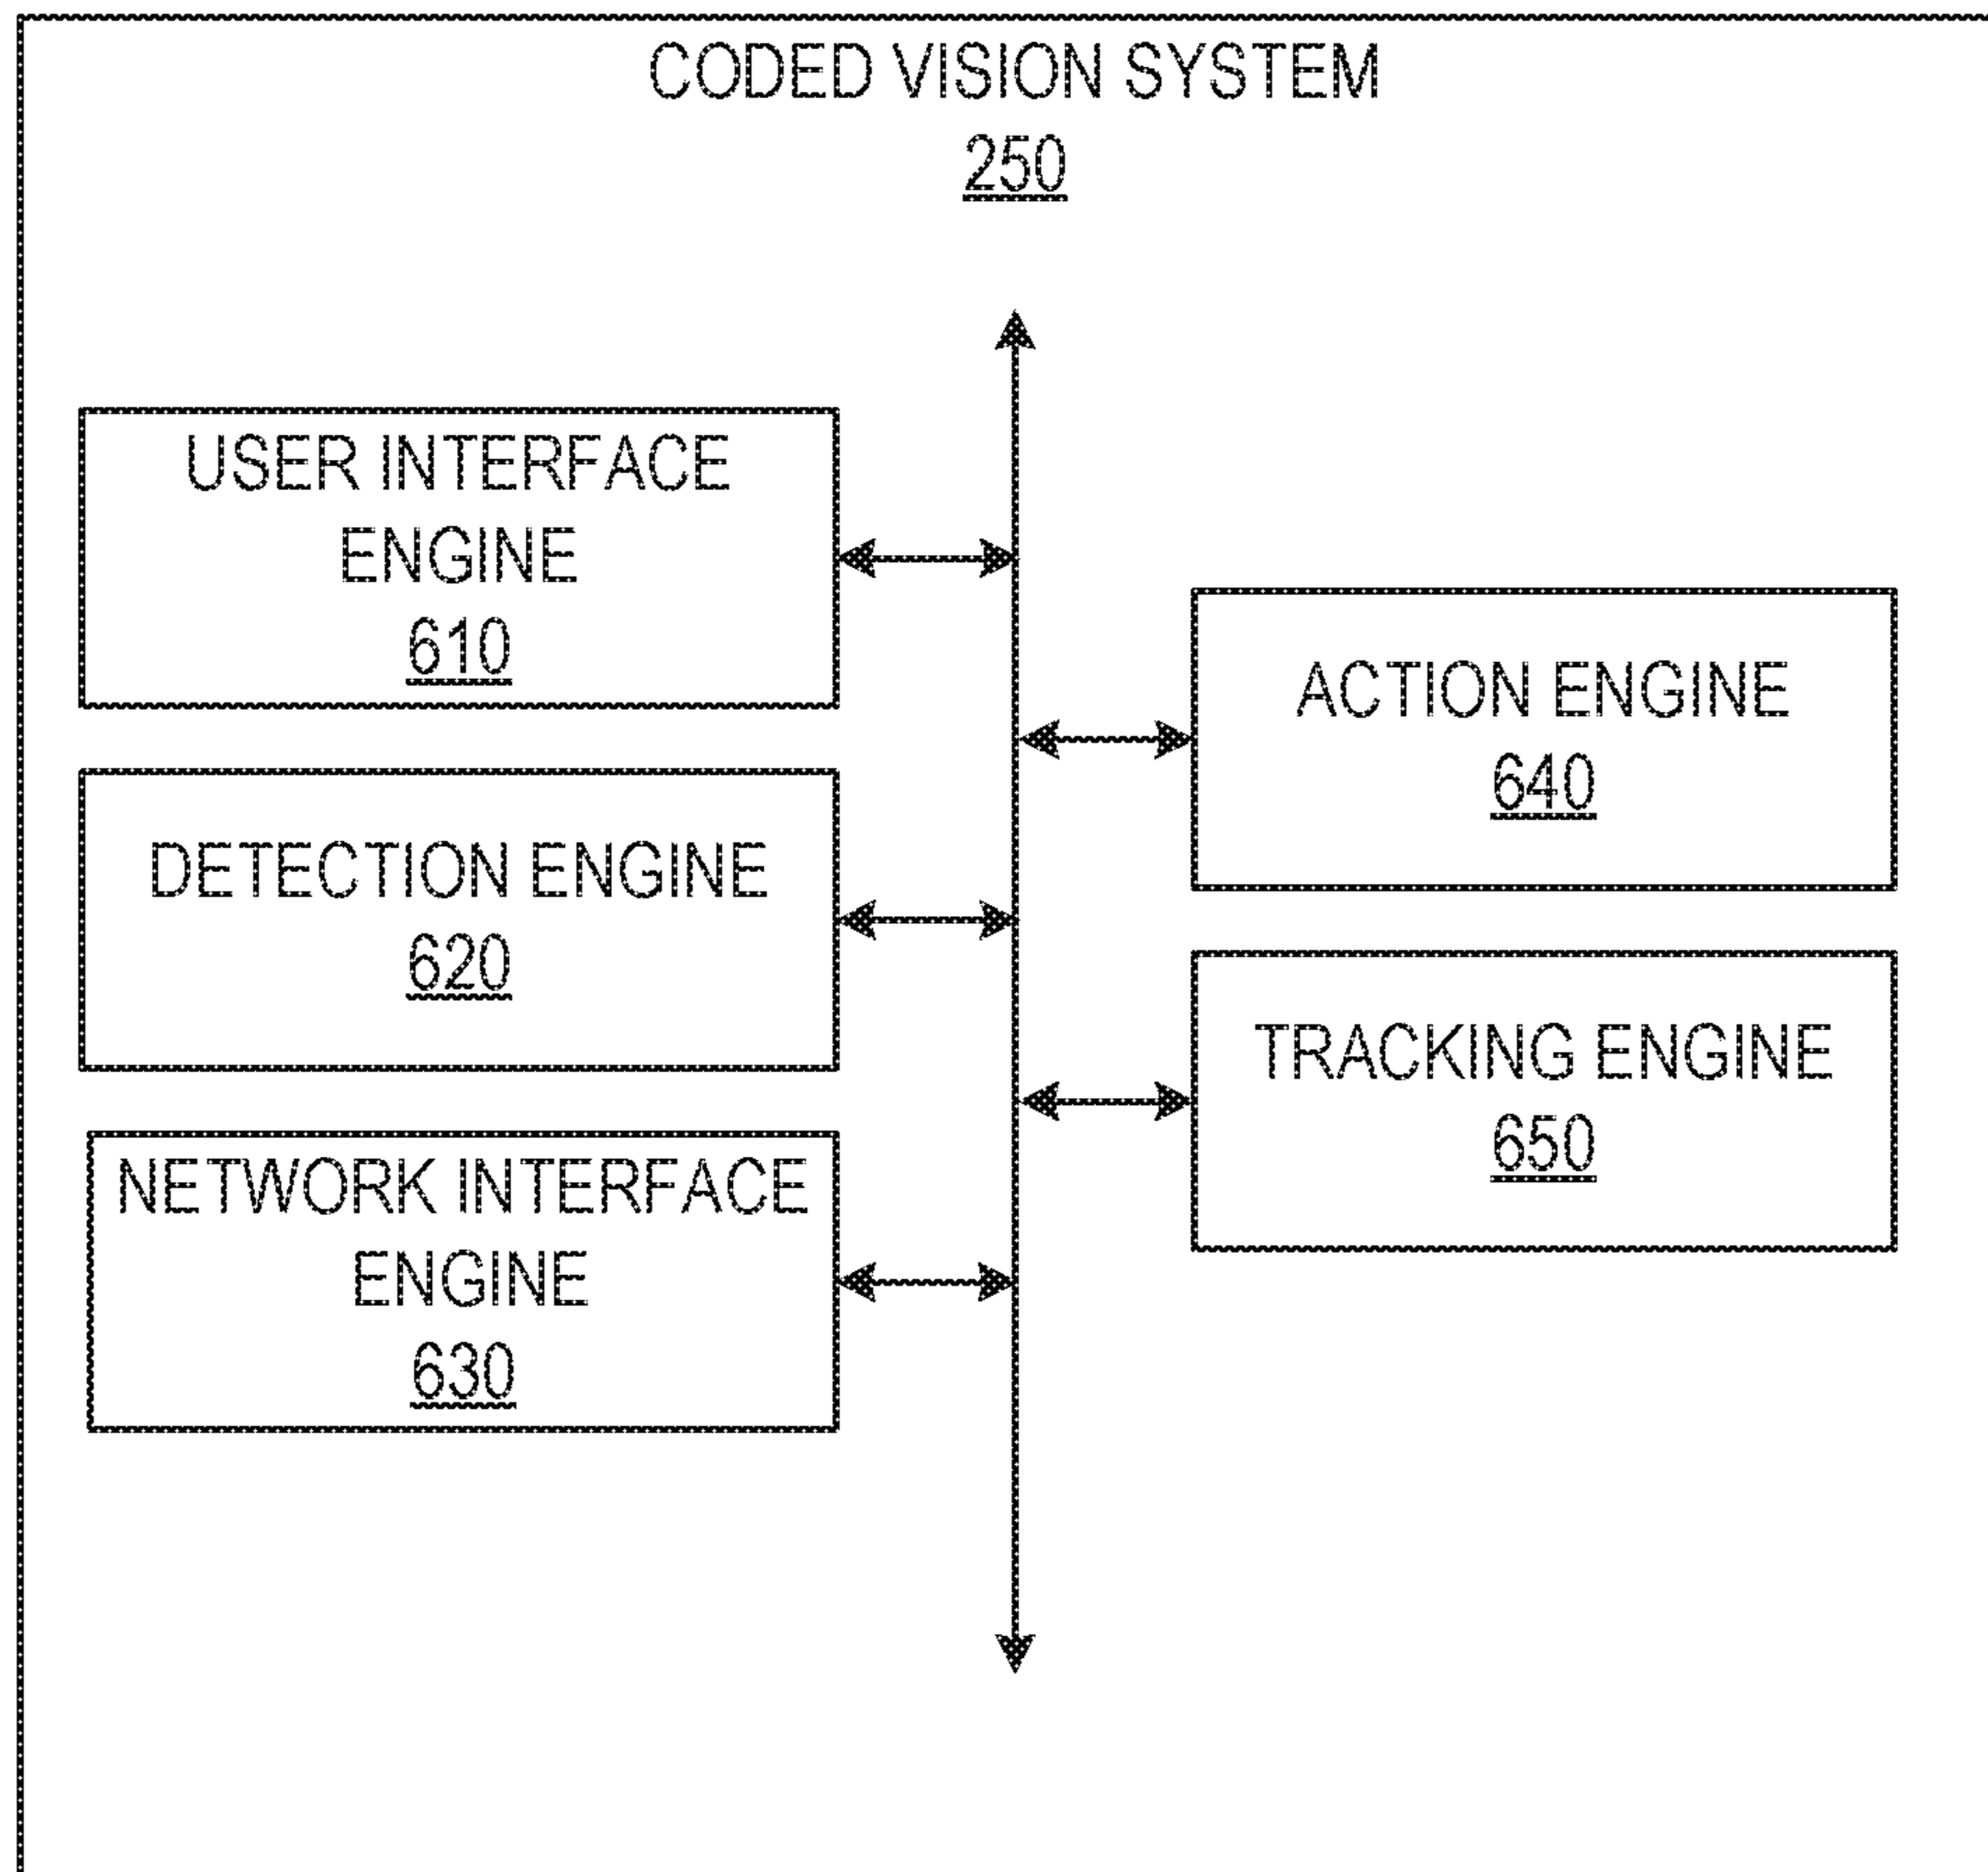 CODED VISION SYSTEM
250
USER INTERFACE
ENGINE
610
DETECTION ENGINE
620
NETWORK INTERFACE
ENGINE
630
ACTION ENGINE
640
TRACKING ENGINE
650